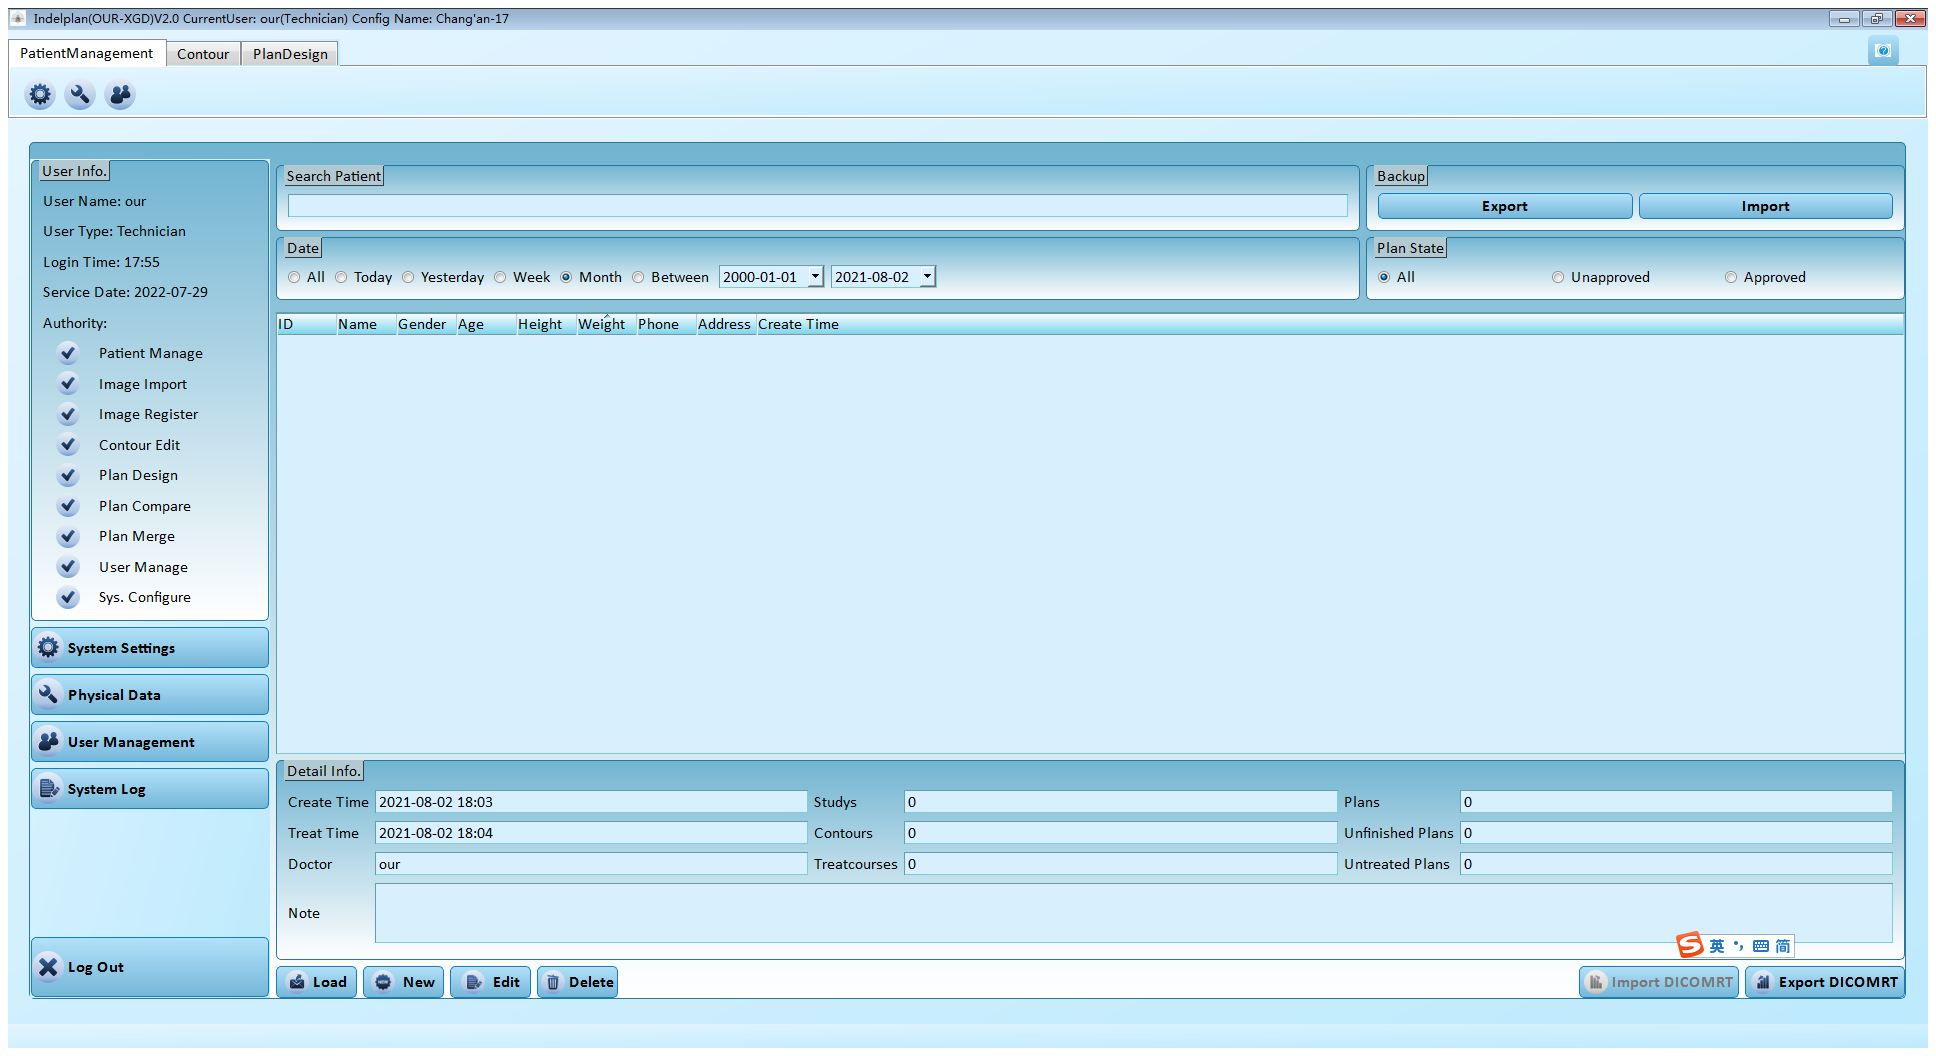 Indelplan(OUR-XGD)V2.0 CurrentUser: our(Technician) Config Name: Chang'an-17
PatientManagement Contour PlanDesign
User Info.
User Name: our
User Type: Technician
Login Time: 17:55
Service Date: 2022-07-29
Authority:
Patient Manage
Image Import
Image Register
Contour Edit
Plan Design
Plan Compare
Plan Merge
User Manage
Sys. Configure
System Settings
Physical Data
User Management
System Log
Log Out
Search Patient
Backup
Export Import
Date
All Today Yesterday Week Month Between 2000-01-01 2021-08-02
Plan State
All Unapproved Approved
ID Name Gender Age Height Weight Phone Address Create Time
Detail Info.
Create Time 2021-08-02 18:03 Studys 0 Plans 0
Treat Time 2021-08-02 18:04 Contours 0 Unfinished Plans 0
Doctor our Treatcourses 0 Untreated Plans 0
Note
S 英 简
Load New Edit Delete Import DICOMRT Export DICOMRT